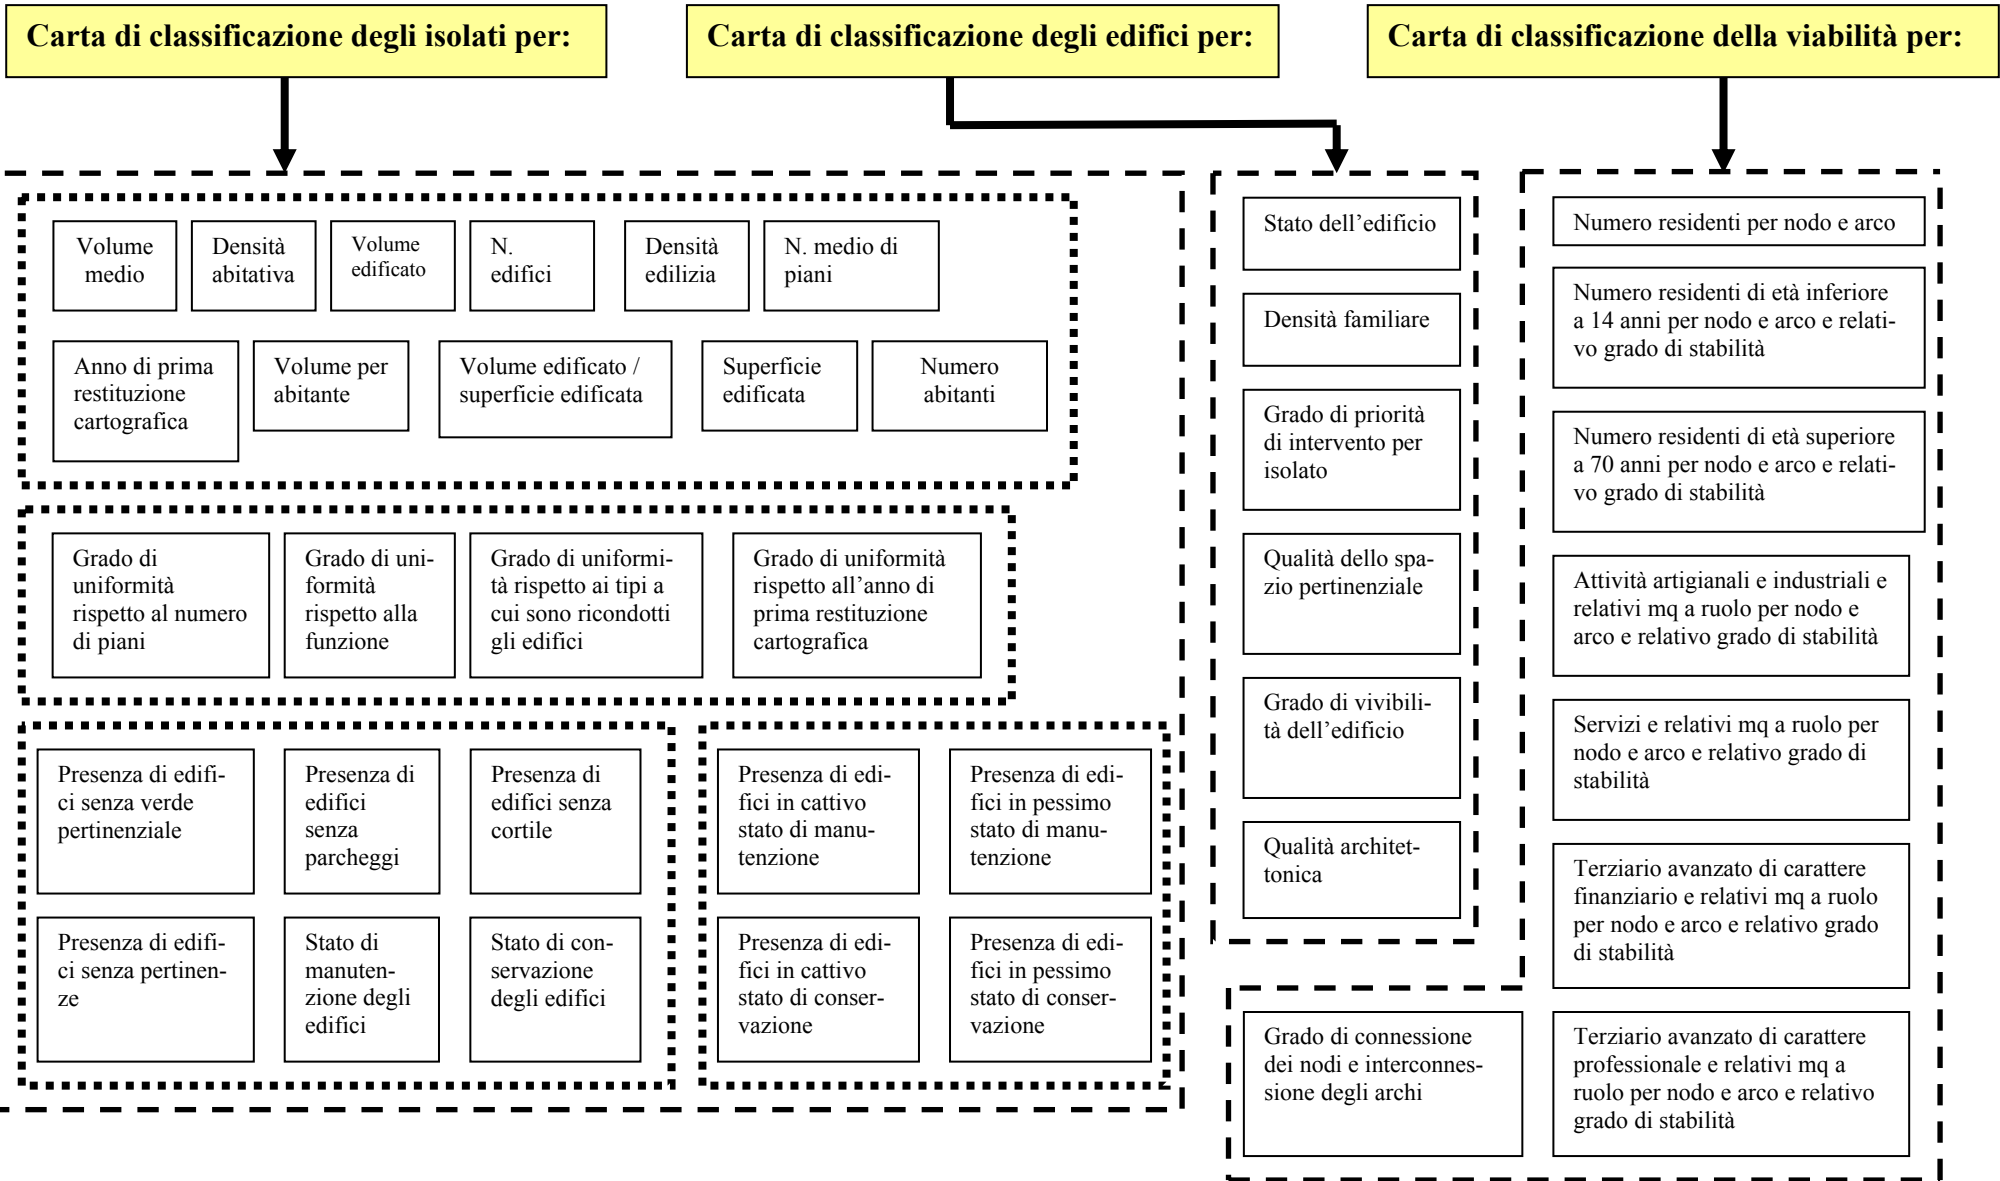 Carta di classificazione degli isolati per:
Carta di classificazione degli edifici per:
Carta di classificazione della viabilità per:
Volume
medio
Densità
abitativa
Volume
edificato
N.
edifici
Densità
edilizia
N. medio di
piani
Anno di prima
restituzione
cartografica
Volume per
abitante
Volume edificato /
superficie edificata
Superficie
edificata
Numero
abitanti
Grado di
uniformità
rispetto al numero
di piani
Grado di uni-
formità
rispetto alla
funzione
Grado di uniformi-
tà rispetto ai tipi a
cui sono ricondotti
gli edifici
Grado di uniformità
rispetto all’anno di
prima restituzione
cartografica
Presenza di edifi-
ci senza verde
pertinenziale
Presenza di
edifici
senza
parcheggi
Presenza di
edifici senza
cortile
Presenza di edifi-
ci senza pertinen-
ze
Stato di
manuten-
zione degli
edifici
Stato di con-
servazione
degli edifici
Presenza di edi-
fici in cattivo
stato di manu-
tenzione
Presenza di edi-
fici in pessimo
stato di manu-
tenzione
Presenza di edi-
fici in cattivo
stato di conser-
vazione
Presenza di edi-
fici in pessimo
stato di conser-
vazione
Stato dell’edificio
Densità familiare
Grado di priorità
di intervento per
isolato
Qualità dello spa-
zio pertinenziale
Grado di vivibili-
tà dell’edificio
Qualità architet-
tonica
Numero residenti per nodo e arco
Numero residenti di età inferiore
a 14 anni per nodo e arco e relati-
vo grado di stabilità
Numero residenti di età superiore
a 70 anni per nodo e arco e relati-
vo grado di stabilità
Attività artigianali e industriali e
relativi mq a ruolo per nodo e
arco e relativo grado di stabilità
Servizi e relativi mq a ruolo per
nodo e arco e relativo grado di
stabilità
Terziario avanzato di carattere
finanziario e relativi mq a ruolo
per nodo e arco e relativo grado
di stabilità
Grado di connessione
dei nodi e interconnes-
sione degli archi
Terziario avanzato di carattere
professionale e relativi mq a
ruolo per nodo e arco e relativo
grado di stabilità